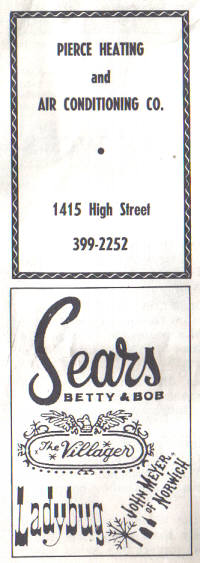 PIERCE HEATING
and
AIR CONDITIONING CO.
1415 High Street
399-2252
Sears
BETTY & BOB
The Villager
Ladybug
JOHN MEYER
OF NORWICH